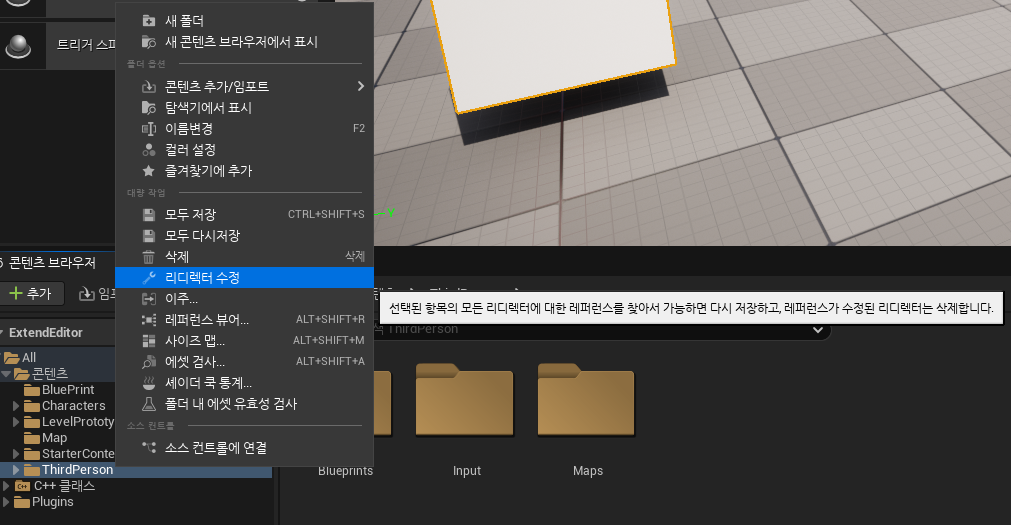 새 폴더
새 콘텐츠 브라우저에서 표시
폴더 옵션
콘텐츠 추가/임포트
탐색기에서 표시
이름변경 F2
컬러 설정
즐겨찾기에 추가
대량 작업
모두 저장 CTRL+SHIFT+S
모두 다시저장
삭제 삭제
리디렉터 수정
이주...
레퍼런스 뷰어... ALT+SHIFT+R
사이즈 맵... ALT+SHIFT+M
에셋 검사... ALT+SHIFT+A
셰이더 쿡 통계...
폴더 내 에셋 유효성 검사
소스 컨트롤
소스 컨트롤에 연결
트리거 스피
Y
콘텐츠 브라우저
추가
선택된 항목의 모든 리디렉터에 대한 레퍼런스를 찾아서 가능하면 다시 저장하고, 레퍼런스가 수정된 리디렉터는 삭제합니다.
ThirdPerson
ExtendEditor
All
콘텐츠
BluePrint
Characters
LevelPrototy
Map
StarterConte
ThirdPerson
C++ 클래스
Plugins
Blueprints
Input
Maps